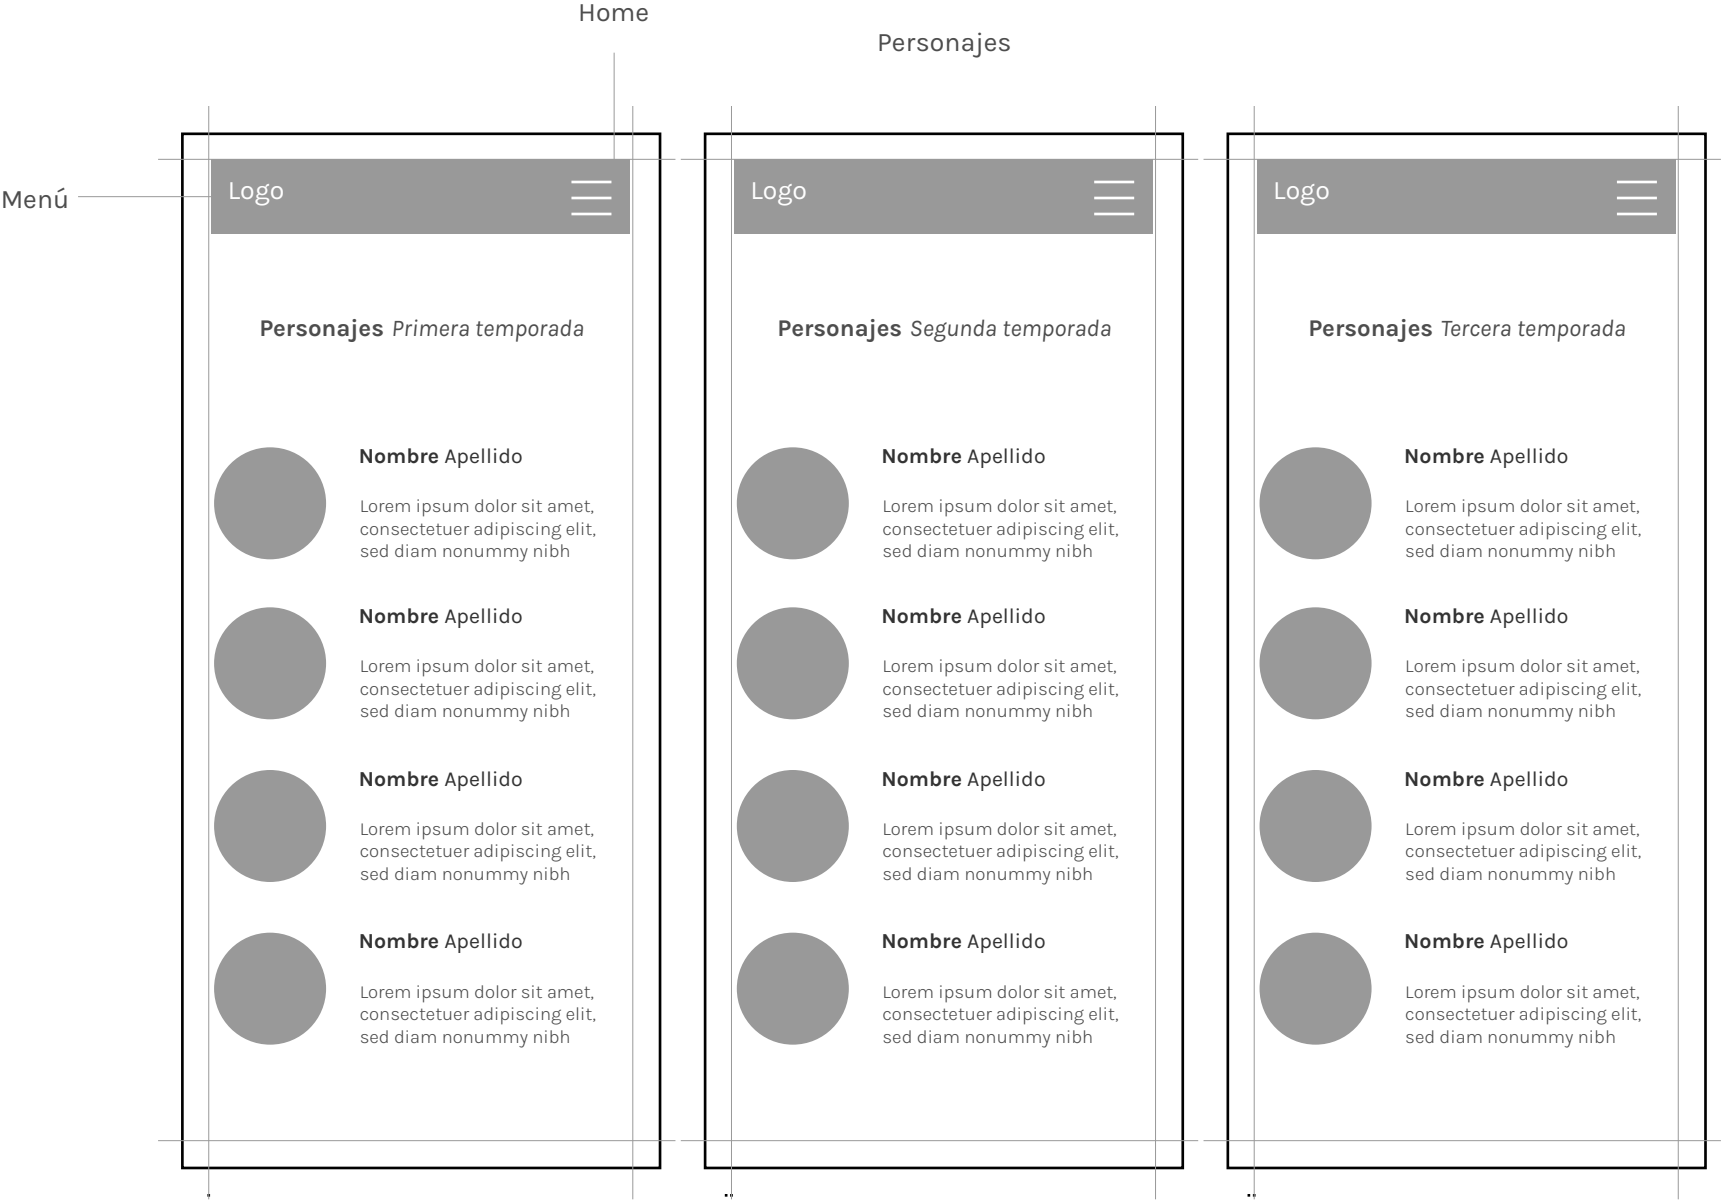 Home
Personajes
Menú
Logo
Personajes Primera temporada
Nombre Apellido
Lorem ipsum dolor sit amet,
consectetuer adipiscing elit,
sed diam nonummy nibh
Nombre Apellido
Lorem ipsum dolor sit amet,
consectetuer adipiscing elit,
sed diam nonummy nibh
Nombre Apellido
Lorem ipsum dolor sit amet,
consectetuer adipiscing elit,
sed diam nonummy nibh
Nombre Apellido
Lorem ipsum dolor sit amet,
consectetuer adipiscing elit,
sed diam nonummy nibh
Logo
Personajes Segunda temporada
Nombre Apellido
Lorem ipsum dolor sit amet,
consectetuer adipiscing elit,
sed diam nonummy nibh
Nombre Apellido
Lorem ipsum dolor sit amet,
consectetuer adipiscing elit,
sed diam nonummy nibh
Nombre Apellido
Lorem ipsum dolor sit amet,
consectetuer adipiscing elit,
sed diam nonummy nibh
Nombre Apellido
Lorem ipsum dolor sit amet,
consectetuer adipiscing elit,
sed diam nonummy nibh
Logo
Personajes Tercera temporada
Nombre Apellido
Lorem ipsum dolor sit amet,
consectetuer adipiscing elit,
sed diam nonummy nibh
Nombre Apellido
Lorem ipsum dolor sit amet,
consectetuer adipiscing elit,
sed diam nonummy nibh
Nombre Apellido
Lorem ipsum dolor sit amet,
consectetuer adipiscing elit,
sed diam nonummy nibh
Nombre Apellido
Lorem ipsum dolor sit amet,
consectetuer adipiscing elit,
sed diam nonummy nibh